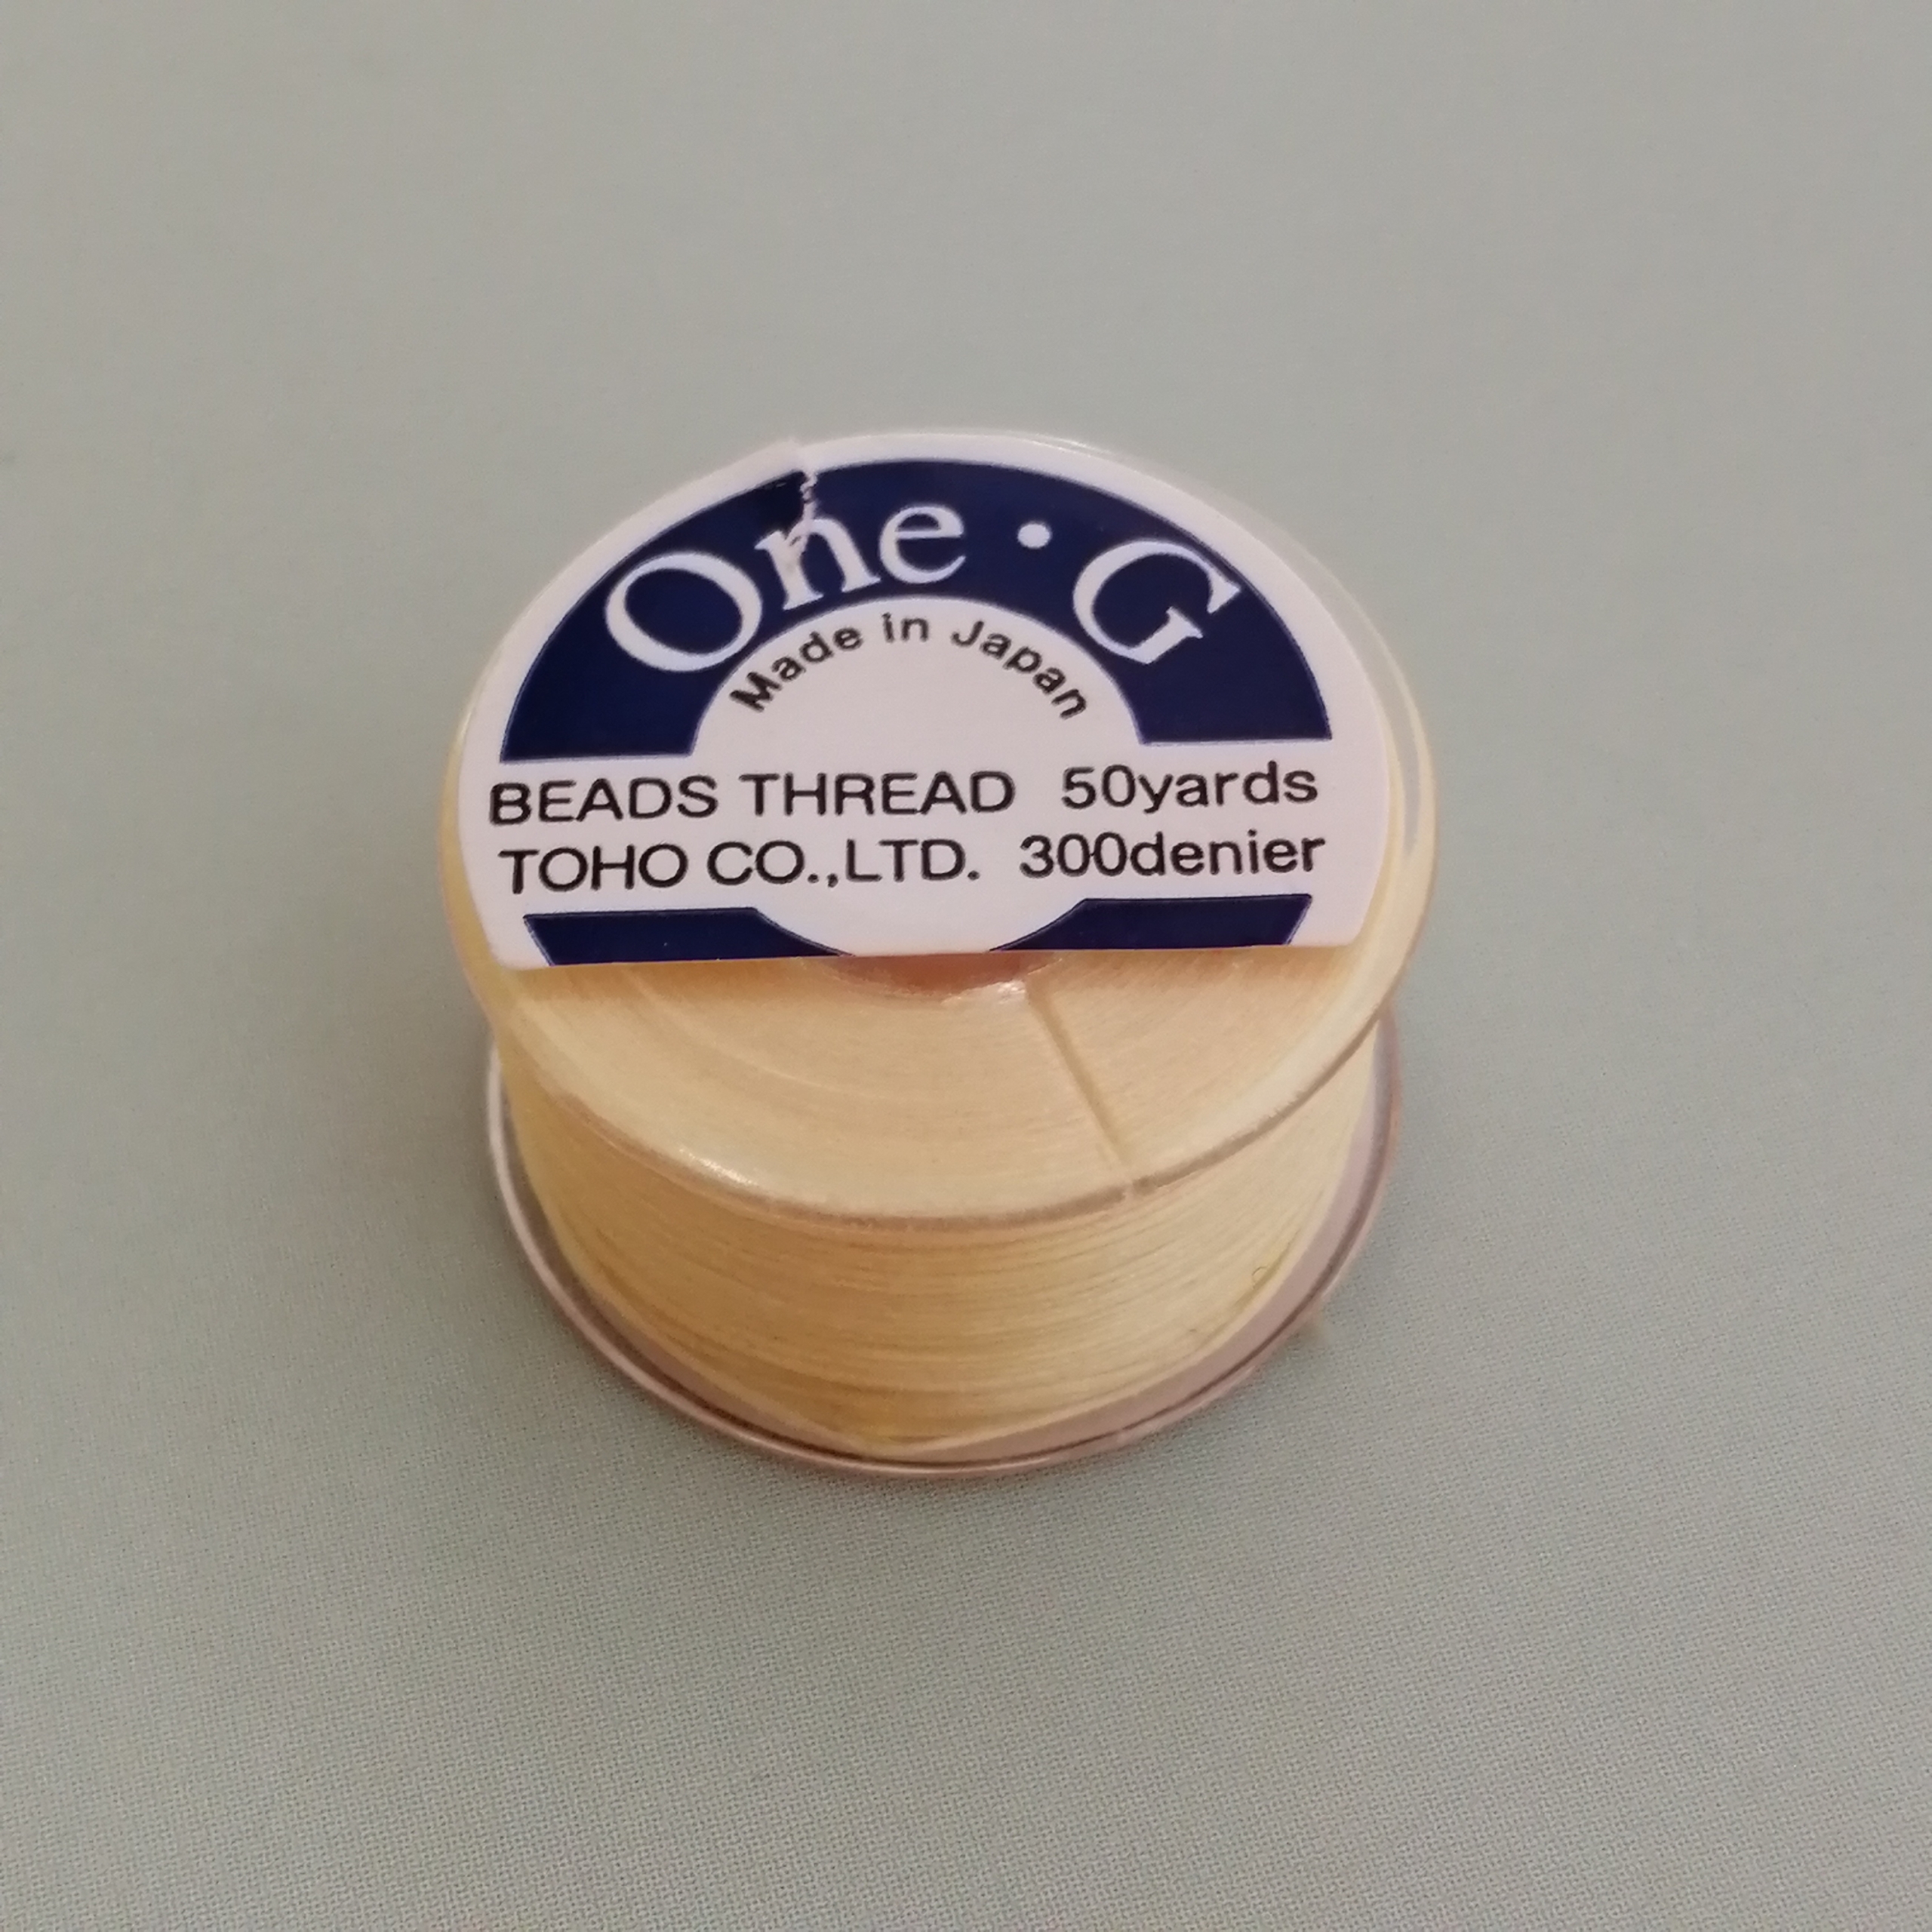 One·G
Made in Japan
BEADS THREAD 50yards
TOHO CO.,LTD. 300denier